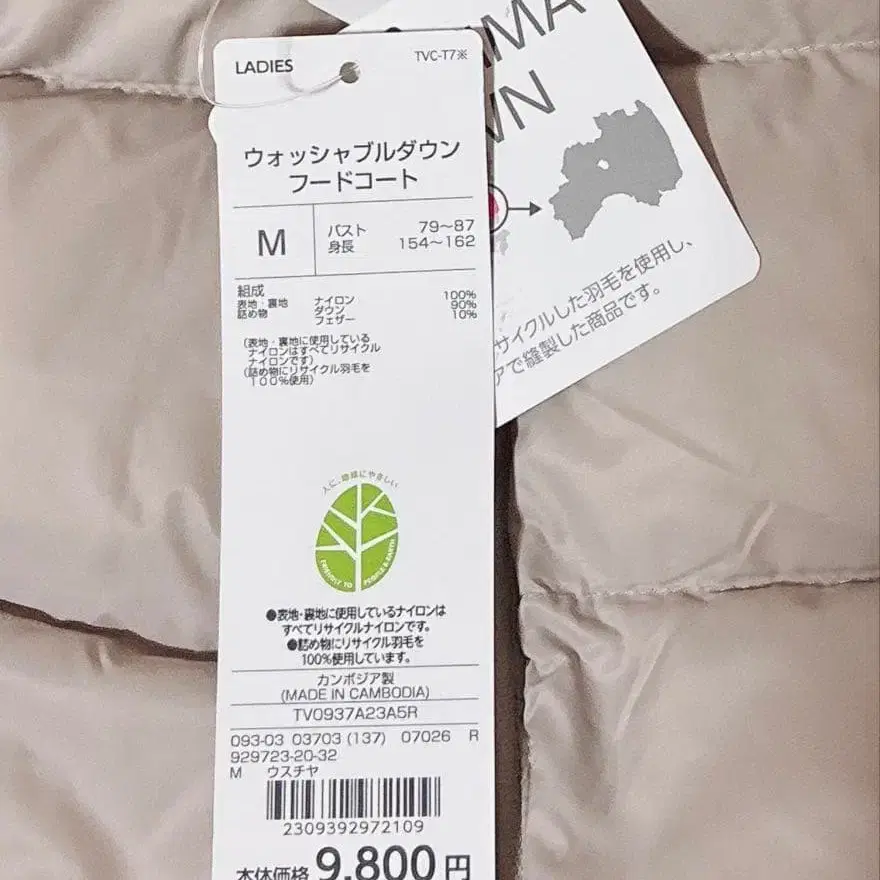 LADIES
TVC-T7※
ウォッシャブルダウン
フードコート
M
バスト 79～87
身長 154～162
組成
表地・裏地 ナイロン 100%
詰め物 ダウン 90%
フェザー 10%
(表地・裏地に使用している
ナイロンはすべてリサイクル
ナイロンです)
(詰め物にリサイクル羽毛を
100%使用)
人に、地球にやさしい
FRIENDLY TO PEOPLE & EARTH
●表地・裏地に使用しているナイロンは
すべてリサイクルナイロンです。
●詰め物にリサイクル羽毛を
100%使用しています。
カンボジア製
(MADE IN CAMBODIA)
TV0937A23A5R
093-03 03703 (137) 07026 R
929723-20-32
M ウスチヤ
2309392972109
本体価格 9,800円
サイクルした羽毛を使用し、
アで縫製した商品です。